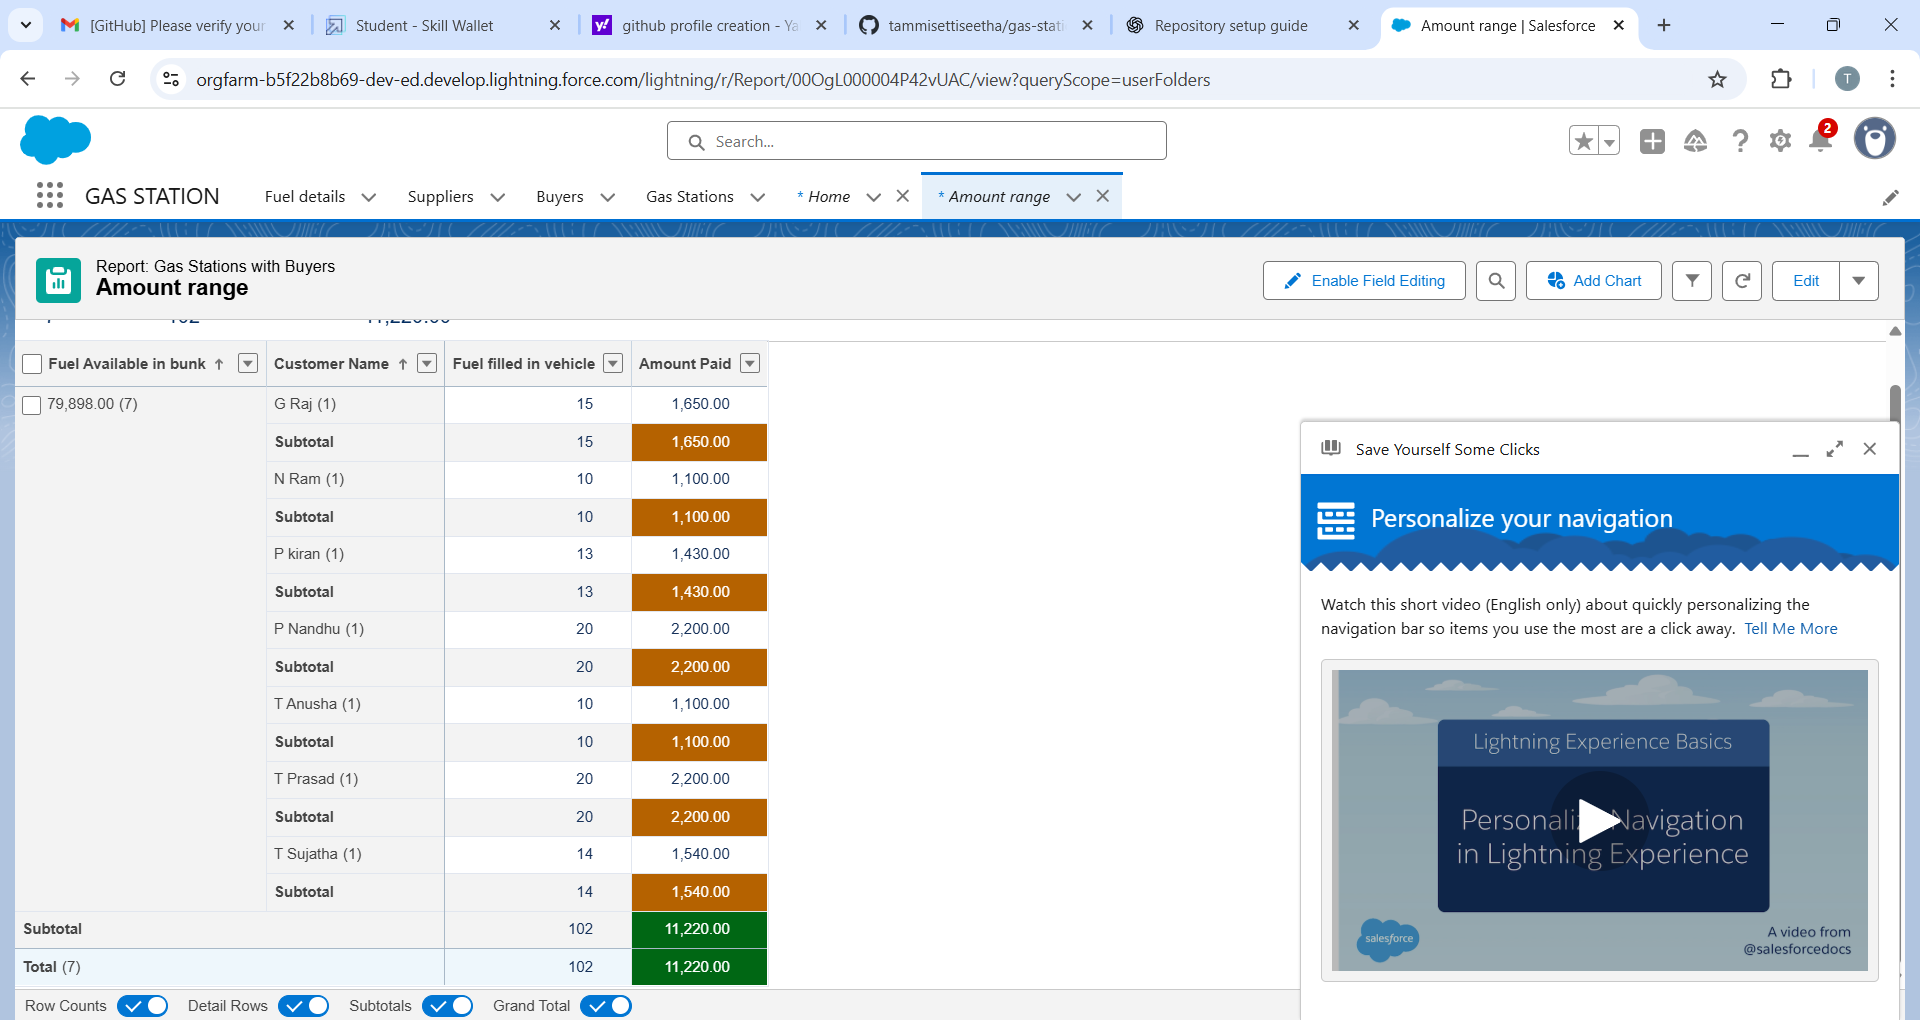 [GitHub] Please verify your
Student - Skill Wallet
github profile creation - Ya
tammisettiseetha/gas-stati
Repository setup guide
Amount range | Salesforce
orgfarm-b5f22b8b69-dev-ed.develop.lightning.force.com/lightning/r/Report/00OgL000004P42vUAC/view?queryScope=userFolders
T
Search...
2
GAS STATION
Fuel details
Suppliers
Buyers
Gas Stations
* Home
* Amount range
Report: Gas Stations with Buyers
Amount range
Enable Field Editing
Add Chart
Edit
102 11,220.00
Fuel Available in bunk ↑ Customer Name ↑ Fuel filled in vehicle Amount Paid
79,898.00 (7) G Raj (1) 15 1,650.00
Subtotal 15 1,650.00
N Ram (1) 10 1,100.00
Subtotal 10 1,100.00
P kiran (1) 13 1,430.00
Subtotal 13 1,430.00
P Nandhu (1) 20 2,200.00
Subtotal 20 2,200.00
T Anusha (1) 10 1,100.00
Subtotal 10 1,100.00
T Prasad (1) 20 2,200.00
Subtotal 20 2,200.00
T Sujatha (1) 14 1,540.00
Subtotal 14 1,540.00
Subtotal 102 11,220.00
Total (7) 102 11,220.00
Row Counts Detail Rows Subtotals Grand Total
Save Yourself Some Clicks
Personalize your navigation
Watch this short video (English only) about quickly personalizing the
navigation bar so items you use the most are a click away. Tell Me More
Lightning Experience Basics
Personalize Navigation
in Lightning Experience
salesforce
A video from
@salesforcedocs